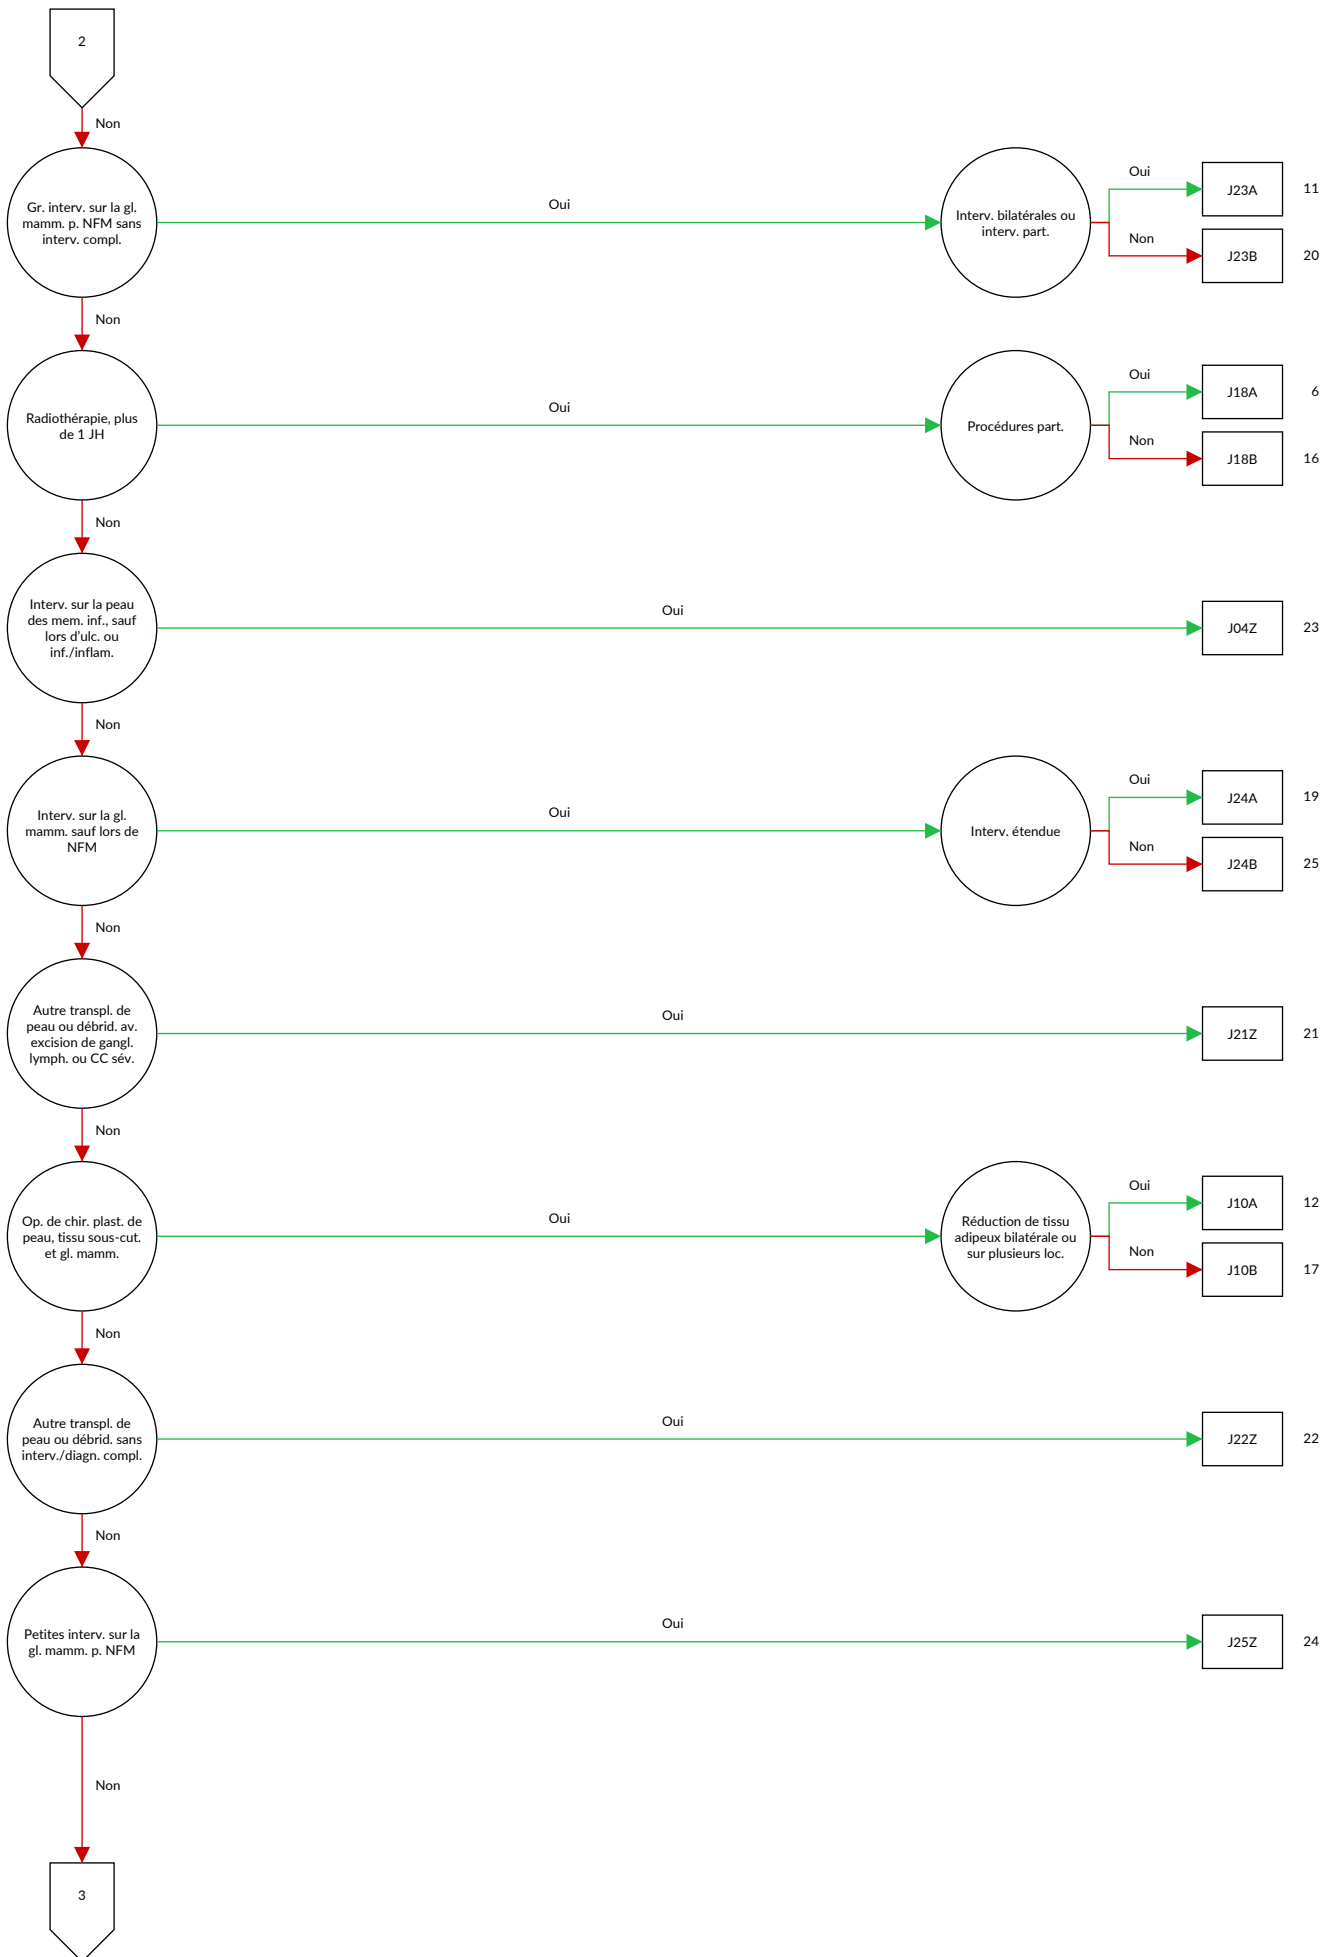 2
Non
Gr. interv. sur la gl.
mamm. p. NFM sans
interv. compl.
Oui
Interv. bilatérales ou
interv. part.
Oui
J23A
11
Non
J23B
20
Non
Radiothérapie, plus
de 1 JH
Oui
Procédures part.
Oui
J18A
6
Non
J18B
16
Non
Interv. sur la peau
des mem. inf., sauf
lors d'ulc. ou
inf./inflam.
Oui
J04Z
23
Non
Interv. sur la gl.
mamm. sauf lors de
NFM
Oui
Interv. étendue
Oui
J24A
19
Non
J24B
25
Non
Autre transpl. de
peau ou débrid. av.
excision de gangl.
lymph. ou CC sév.
Oui
J21Z
21
Non
Op. de chir. plast. de
peau, tissu sous-cut.
et gl. mamm.
Oui
Réduction de tissu
adipeux bilatérale ou
sur plusieurs loc.
Oui
J10A
12
Non
J10B
17
Non
Autre transpl. de
peau ou débrid. sans
interv./diagn. compl.
Oui
J22Z
22
Non
Petites interv. sur la
gl. mamm. p. NFM
Oui
J25Z
24
Non
3